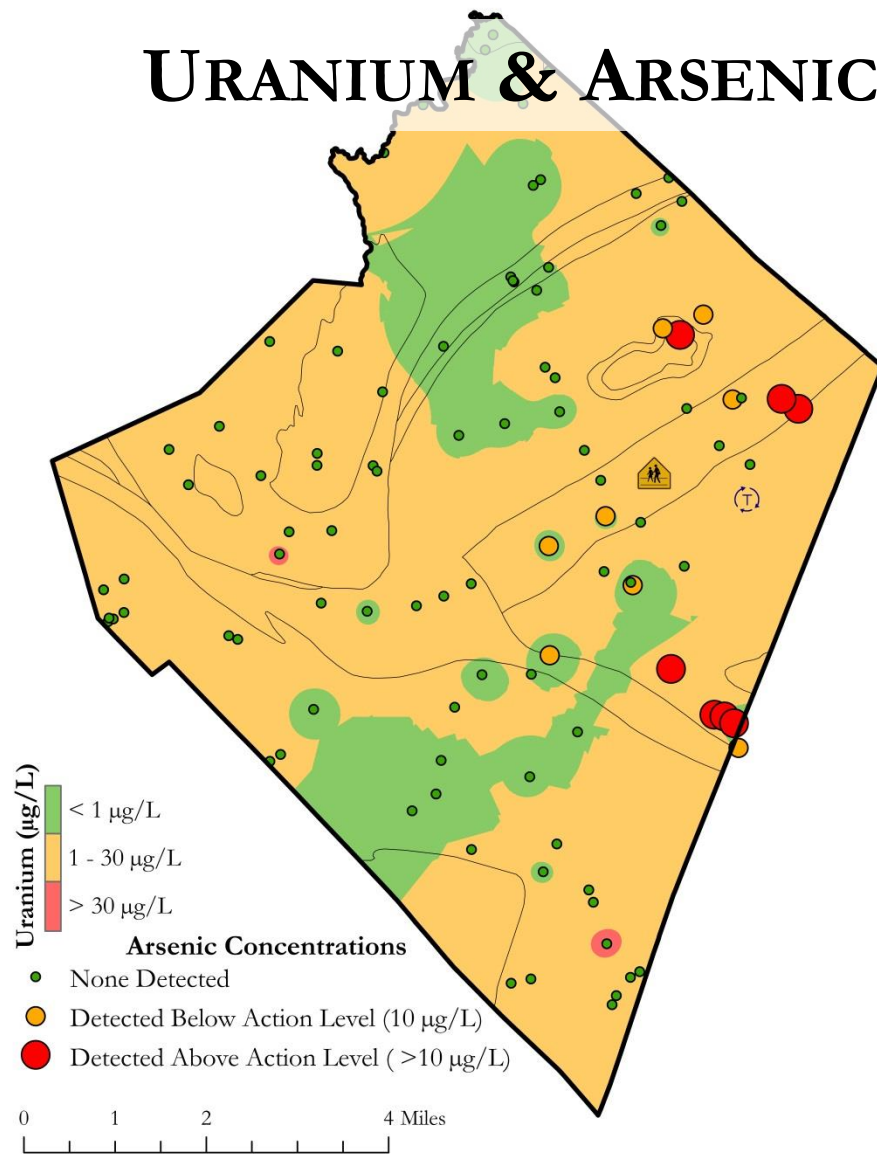 URANIUM & ARSENIC
T
Uranium (µg/L)
< 1 µg/L
1 - 30 µg/L
> 30 µg/L
Arsenic Concentrations
None Detected
Detected Below Action Level (10 µg/L)
Detected Above Action Level ( >10 µg/L)
0 1 2 4 Miles